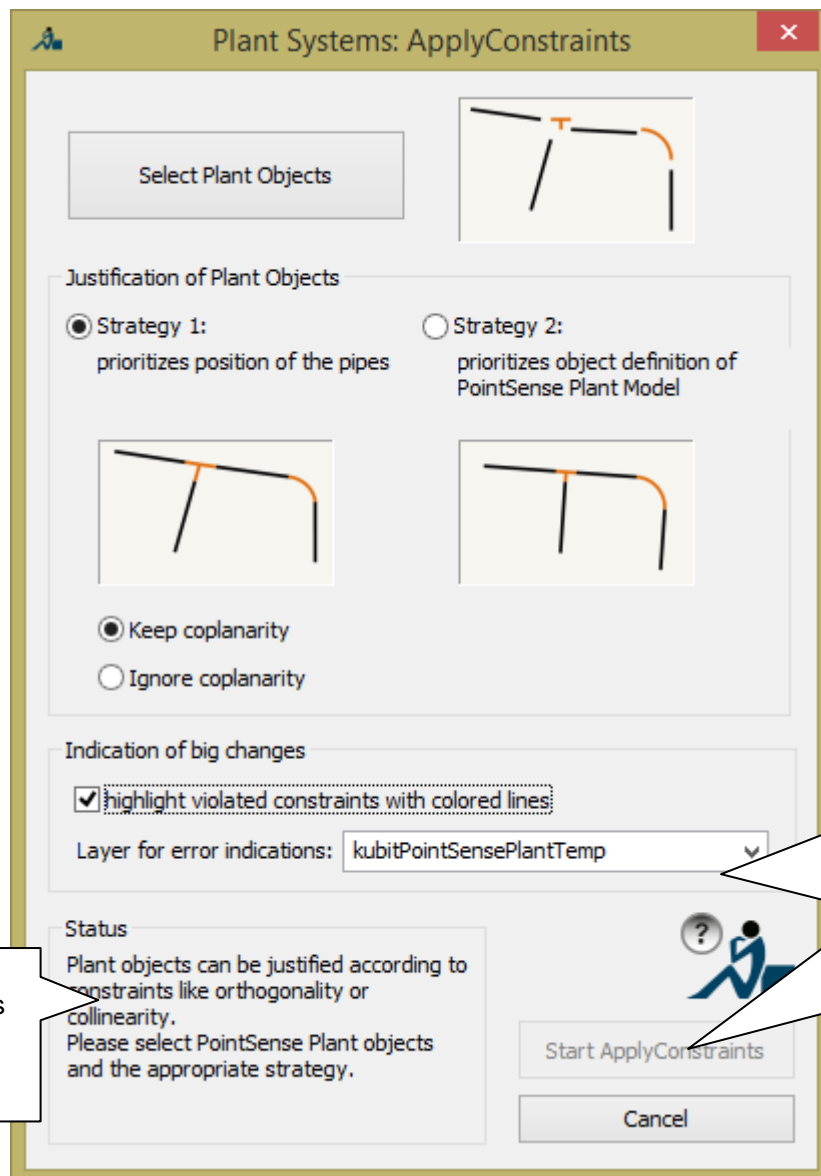 Plant Systems: ApplyConstraints
Select Plant Objects
Justification of Plant Objects
Strategy 1:
prioritizes position of the pipes
Strategy 2:
prioritizes object definition of
PointSense Plant Model
Keep coplanarity
Ignore coplanarity
Indication of big changes
highlight violated constraints with colored lines
Layer for error indications: kubitPointSensePlantTemp
Status
Plant objects can be justified according to
constraints like orthogonality or
collinearity.
Please select PointSense Plant objects
and the appropriate strategy.
s
?
Start ApplyConstraints
Cancel